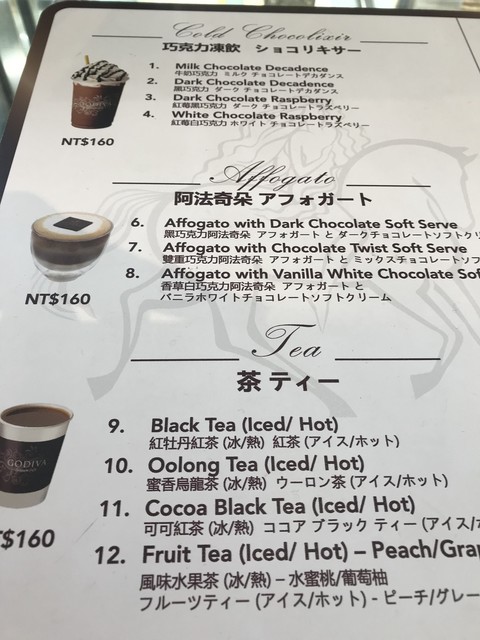 Cold Chocolixir
巧克力凍飲 ショコリキサー
1. Milk Chocolate Decadence
牛奶巧克力 ミルク チョコレートデカダンス
2. Dark Chocolate Decadence
黑巧克力 ダーク チョコレートデカダンス
3. Dark Chocolate Raspberry
紅莓黑巧克力 ダーク チョコレートラズベリー
4. White Chocolate Raspberry
紅莓白巧克力 ホワイト チョコレートラズベリー
NT$160
Affogato
阿法奇朵 アフォガート
6. Affogato with Dark Chocolate Soft Serve
黑巧克力阿法奇朵 アフォガート と ダークチョコレートソフトクリ
7. Affogato with Chocolate Twist Soft Serve
雙重巧克力阿法奇朵 アフォガート と ミックスチョコレートソフト
8. Affogato with Vanilla White Chocolate Sof
香草白巧克力阿法奇朵 アフォガート と
バニラホワイトチョコレートソフトクリーム
NT$160
Tea
茶 ティー
9. Black Tea (Iced/ Hot)
紅牡丹紅茶 (冰/熱) 紅茶 (アイス/ホット)
10. Oolong Tea (Iced/ Hot)
蜜香烏龍茶 (冰/熱) ウーロン茶 (アイス/ホット)
GODIVA
11. Cocoa Black Tea (Iced/ Hot)
可可紅茶 (冰/熱) ココア ブラック ティー (アイス/ホ
T$160
12. Fruit Tea (Iced/ Hot) – Peach/Grap
風味水果茶 (冰/熱) – 水蜜桃/葡萄柚
フルーツティー (アイス/ホット) - ピーチ/グレー